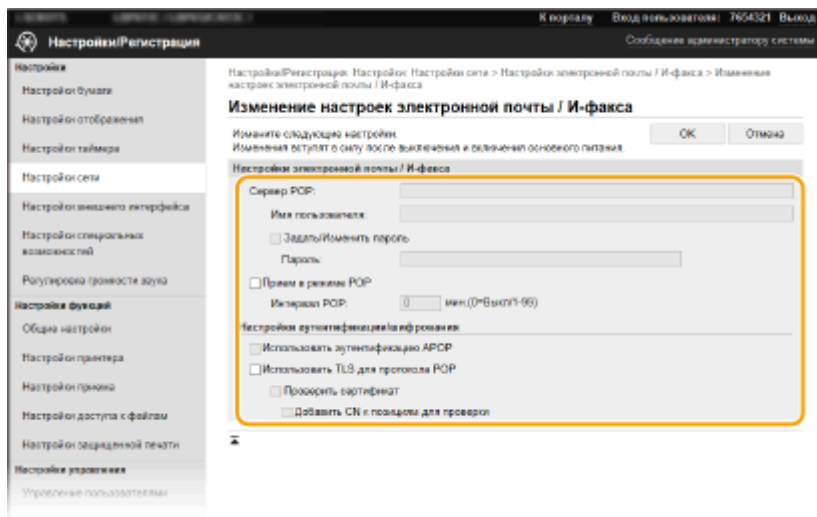 К порталу Вход пользователя: 7654321 Выход
Настройки/Регистрация
Сообщение администратору системы
Настройки
Настройки бумаги
Настройки отображения
Настройки таймера
Настройки сети
Настройки внешнего интерфейса
Настройки специальных
возможностей
Регулировка громкости звука
Настройки функций
Общие настройки
Настройки принтера
Настройки приема
Настройки доступа к файлам
Настройки защищенной печати
Настройки управления
Управление пользователями
Настройка/Регистрация: Настройки: Настройки сети > Настройки электронной почты / И-факса > Изменение
настроек электронной почты / И-факса
Изменение настроек электронной почты / И-факса
Измените следующие настройки.
Изменения вступят в силу после выключения и включения основного питания.
OK Отмена
Настройки электронной почты / И-факса
Сервер POP:
Имя пользователя:
Задать/Изменить пароль
Пароль:
Прием в режиме POP
Интервал POP: 0 мин.(0=Выкл/1-99)
Настройки аутентификации/шифрования
Использовать аутентификацию APOP
Использовать TLS для протокола POP
Проверить сертификат
Добавить CN к позициям для проверки